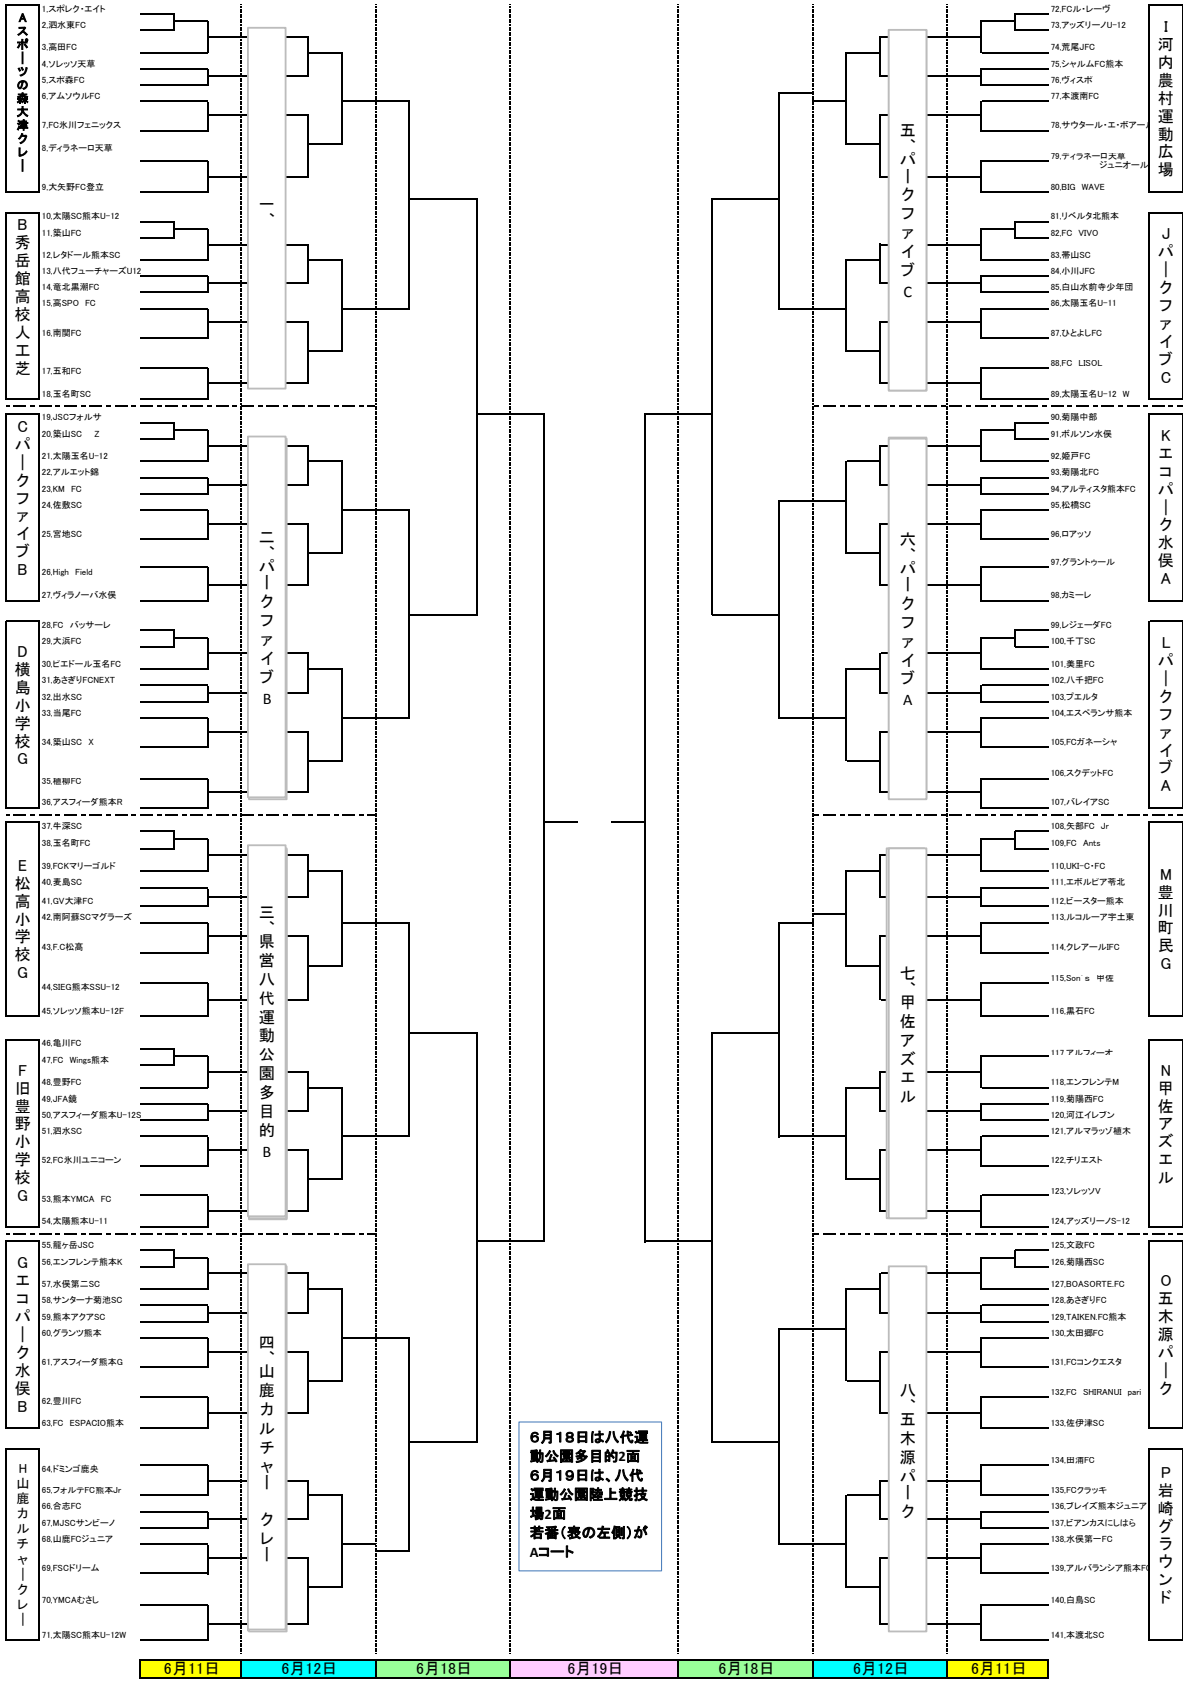 Aスポーツの森大津クレー
1,スポレク・エイト
2,泗水東FC
3,高田FC
4,ソレッソ天草
5,スポ森FC
6,アムソウルFC
7,FC氷川フェニックス
8,ディラネーロ天草
9,大矢野FC登立
B秀岳館高校人工芝
10,太陽SC熊本U-12
11,築山FC
12,レタドール熊本SC
13,八代フューチャーズU12
14,竜北黒潮FC
15,高SPO FC
16,南関FC
17,五和FC
18,玉名町SC
CパークファイブB
19,JSCフォルサ
20,築山SC Z
21,太陽玉名U-12
22,アルエット錦
23,KM FC
24,佐敷SC
25,宮地SC
26,High Field
27,ヴィラノーバ水俣
D横島小学校G
28,FC バッサーレ
29,大浜FC
30,ビエドール玉名FC
31,あさぎりFCNEXT
32,出水SC
33,当尾FC
34,築山SC X
35,植柳FC
36,アスフィーダ熊本R
E松高小学校G
37,牛深SC
38,玉名町FC
39,FCKマリーゴルド
40,麦島SC
41,GV大津FC
42,南阿蘇SCマグラーズ
43,F.C松高
44,SIEG熊本SSU-12
45,ソレッソ熊本U-12F
F旧豊野小学校G
46,亀川FC
47,FC Wings熊本
48,豊野FC
49,JFA鏡
50,アスフィーダ熊本U-12S
51,泗水SC
52,FC氷川ユニコーン
53,熊本YMCA FC
54,太陽熊本U-11
GエコパークB水俣B
55,龍ヶ岳JSC
56,エンフレンテ熊本K
57,水俣第二SC
58,サンターナ菊池SC
59,熊本アクアSC
60,グランツ熊本
61,アスフィーダ熊本G
62,豊川FC
63,FC ESPACIO熊本
H山鹿カルチャークレー
64,ドミンゴ鹿央
65,フォルテFC熊本Jr
66,合志FC
67,MJSCサンビーノ
68,山鹿FCジュニア
69,FSCドリーム
70,YMCAむさし
71,太陽SC熊本U-12W
一、
二、パークファイブB
三、県営八代運動公園多目的B
四、山鹿カルチャー クレー
6月18日は八代運
動公園多目的2面
6月19日は、八代
運動公園陸上競技
場2面
若番(表の左側)が
Aコート
五、パークファイブC
六、パークファイブA
七、甲佐アズエル
八、五木源パーク
72,FCル・レーヴ
73,アッズリーノU-12
74,荒尾JFC
75,シャルムFC熊本
76,ヴィスポ
77,本渡南FC
78,サウタール・エ・ボアー
79,ティラネーロ天草
ジュニオール
80,BIG WAVE
I河内農村運動広場
81,リベルタ北熊本
82,FC VIVO
83,帯山SC
84,小川JFC
85,白山水前寺少年団
86,太陽玉名U-11
87,ひとよしFC
88,FC LISOL
89,太陽玉名U-12 W
JパークファイブC
90,菊陽中部
91,ボルソン水俣
92,姫戸FC
93,菊陽北FC
94,アルティスタ熊本FC
95,松橋SC
96,ロアッソ
97,グラントゥール
98,カミーレ
Kエコパーク水俣A
99,レジェーダFC
100,千丁SC
101,美里FC
102,八千把FC
103,プエルタ
104,エスペランサ熊本
105,FCガネーシャ
106,スクデットFC
107,バレイアSC
LパークファイブA
108,矢部FC Jr
109,FC Ants
110,UKI-C・FC
111,エボルビア苓北
112,ビースター熊本
113,ルコルーア宇土東
114,クレアールIFC
115,Son's 甲佐
116,黒石FC
M豊川町民G
117,アルフィーオ
118,エンフレンテM
119,菊陽西FC
120,河江イレブン
121,アルマラッゾ植木
122,チリエスト
123,ソレッソV
124,アッズリーノS-12
N甲佐アズエル
125,文政FC
126,菊陽西SC
127,BOASORTE.FC
128,あさぎりFC
129,TAIKEN.FC熊本
130,太田郷FC
131,FCコンクエスタ
132,FC SHIRANUI pari
133,佐伊津SC
O五木源パーク
134,田浦FC
135,FCクラッキ
136,ブレイズ熊本ジュニア
137,ビアンカスにしはら
138,水俣第一FC
139,アルバランシア熊本FC
140,白鳥SC
141,本渡北SC
P岩崎グラウンド
6月11日 6月12日 6月18日 6月19日 6月18日 6月12日 6月11日